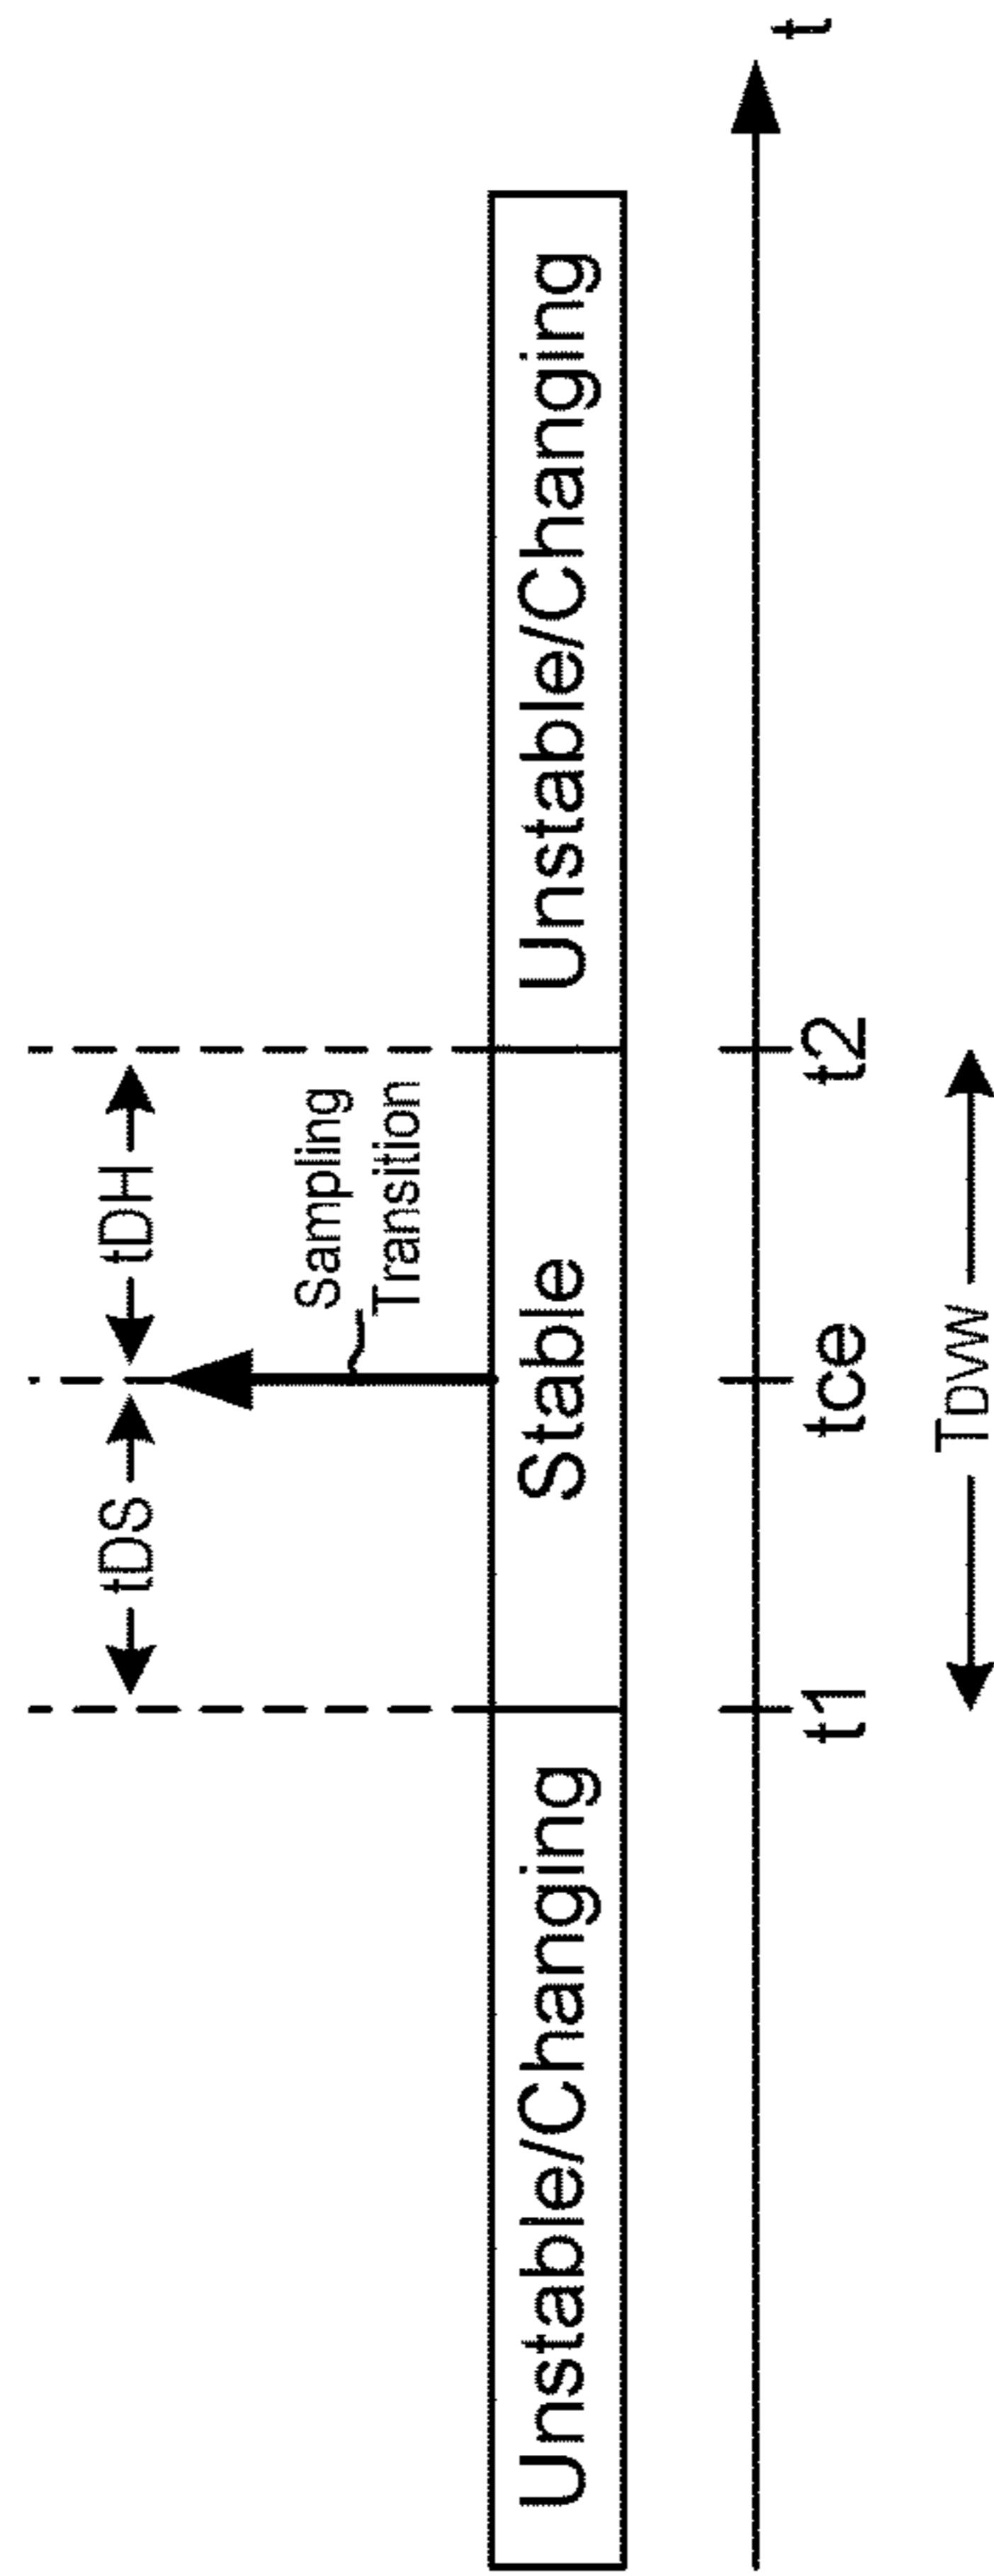 tDS
tDH
Sampling
Transition
Unstable/Changing
Stable
Unstable/Changing
t
t1
tce
t2
TDVW